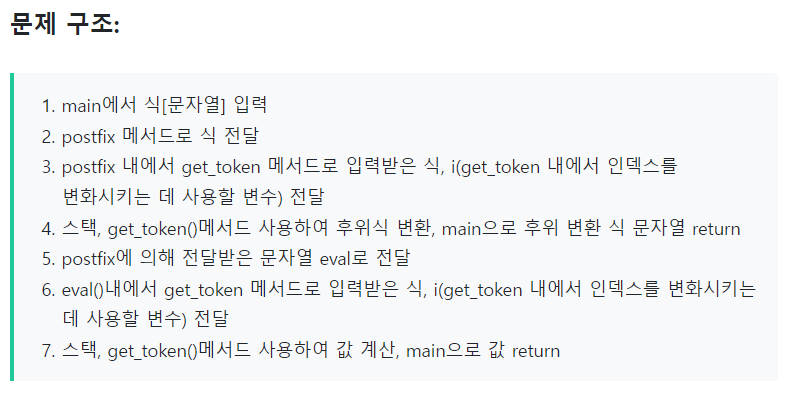 문제 구조:
1. main에서 식[문자열] 입력
2. postfix 메서드로 식 전달
3. postfix 내에서 get_token 메서드로 입력받은 식, i(get_token 내에서 인덱스를
변화시키는 데 사용할 변수) 전달
4. 스택, get_token()메서드 사용하여 후위식 변환, main으로 후위 변환 식 문자열 return
5. postfix에 의해 전달받은 문자열 eval로 전달
6. eval()내에서 get_token 메서드로 입력받은 식, i(get_token 내에서 인덱스를 변화시키는
데 사용할 변수) 전달
7. 스택, get_token()메서드 사용하여 값 계산, main으로 값 return